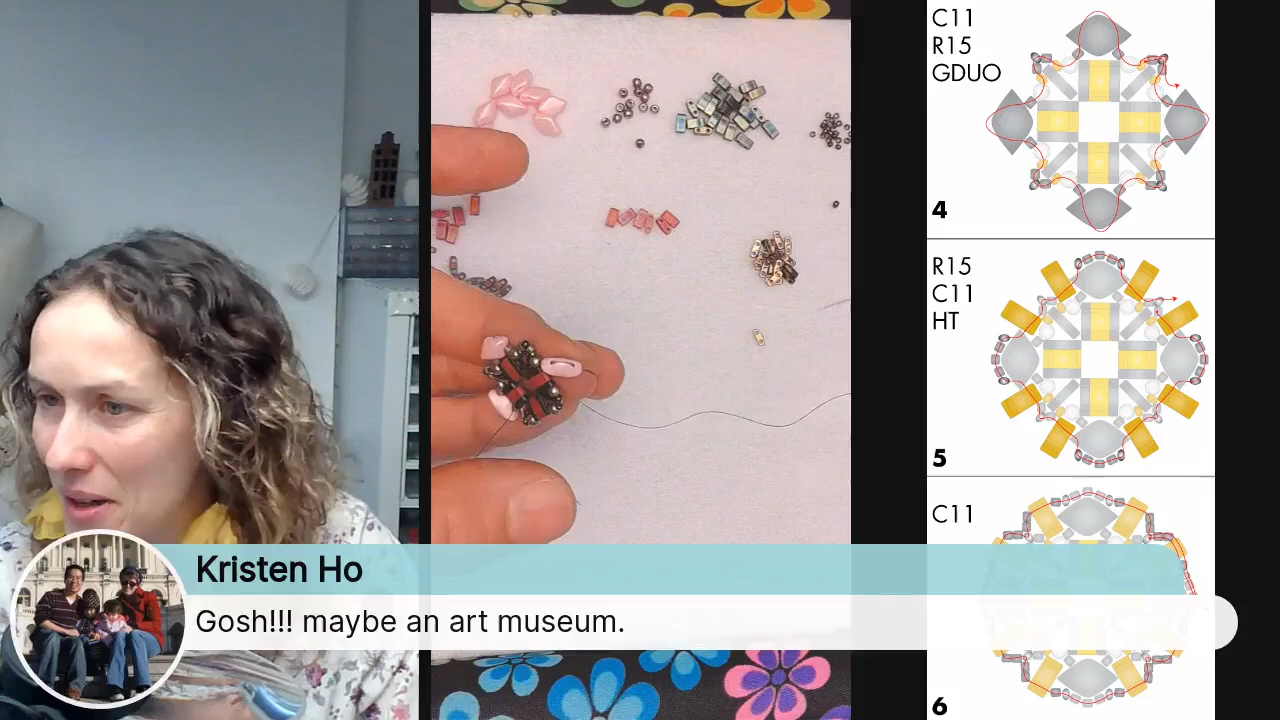 C11
R15
GDUO
4
R15
C11
HT
5
C11
6
Kristen Ho
Gosh!!! maybe an art museum.